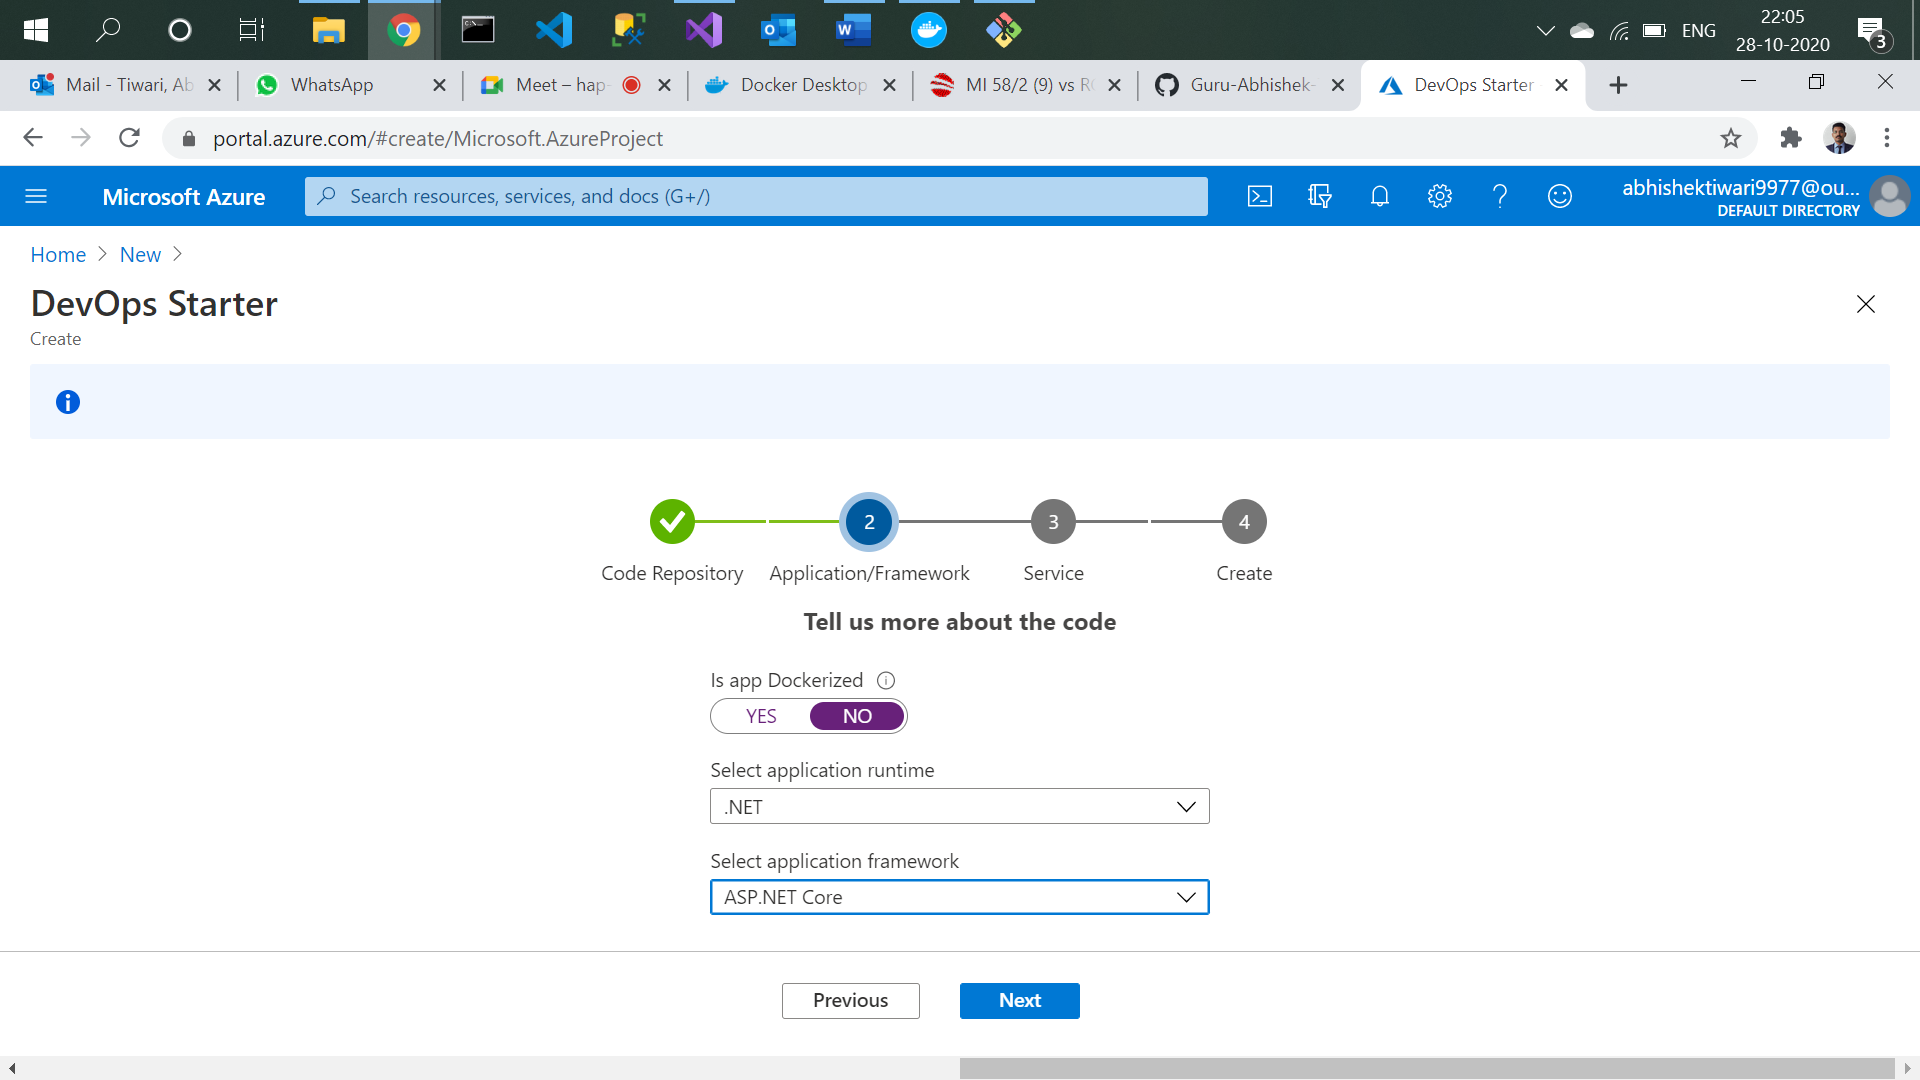 22:05
ENG
28-10-2020
3
Mail - Tiwari, Ab
WhatsApp
Meet – hap-
Docker Desktop
MI 58/2 (9) vs RC
Guru-Abhishek-
DevOps Starter
portal.azure.com/#create/Microsoft.AzureProject
Microsoft Azure
Search resources, services, and docs (G+/)
abhishektiwari9977@ou...
DEFAULT DIRECTORY
Home > New >
DevOps Starter
Create
2
3
4
Code Repository
Application/Framework
Service
Create
Tell us more about the code
Is app Dockerized
YES
NO
Select application runtime
.NET
Select application framework
ASP.NET Core
Previous
Next